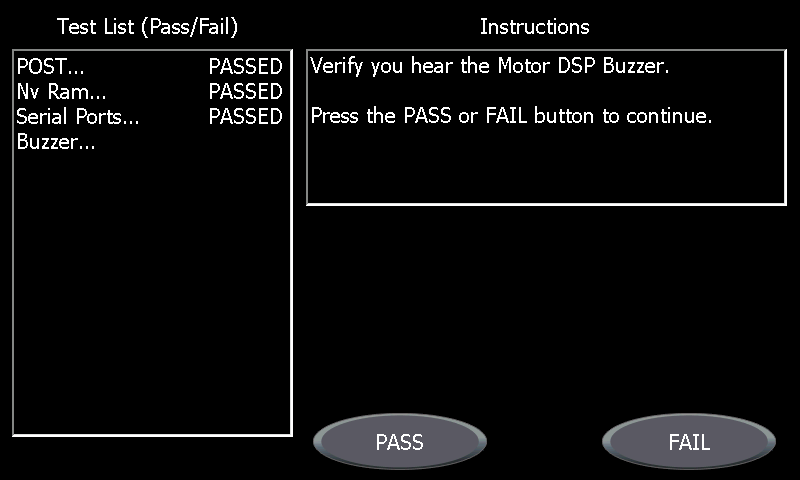 Test List (Pass/Fail)
POST... PASSED
Nv Ram... PASSED
Serial Ports... PASSED
Buzzer...
Instructions
Verify you hear the Motor DSP Buzzer.
Press the PASS or FAIL button to continue.
PASS
FAIL